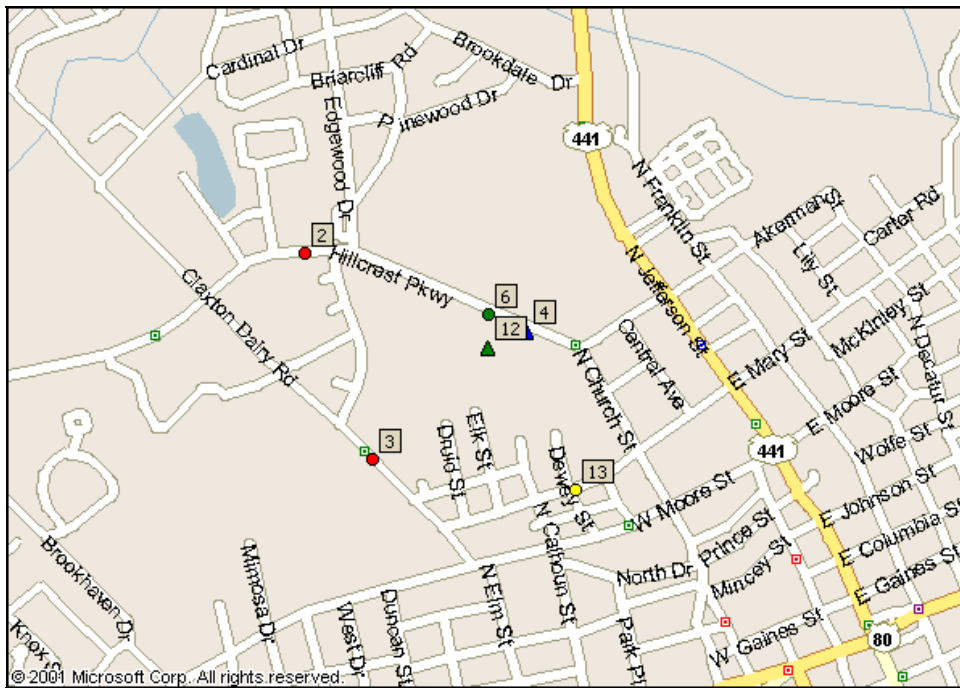 Cardinal Dr
Briarcliff Rd
Brookdale Dr
Pinewood Dr
Edgewood Dr
441
N Franklin St
Akerman St
Carter Rd
Lily St
2
Hillcrest Pkwy
N Jefferson St
6
4
12
Claxton Dairy Rd
McKinley St
N Decatur St
Central Ave
E Mary St
N Church St
E Moore St
Wolfe St
3
Druid St
Elk St
Dewey St
13
441
W Moore St
E Johnson St
N Calhoun St
Prince St
E Columbia St
Brookhaven Dr
Mimosa Dr
North Dr
Mincey St
E Gaines St
N Elm St
Duncan St
West Dr
W Gaines St
80
Knox S
Park Pl
© 2001 Microsoft Corp. All rights reserved.